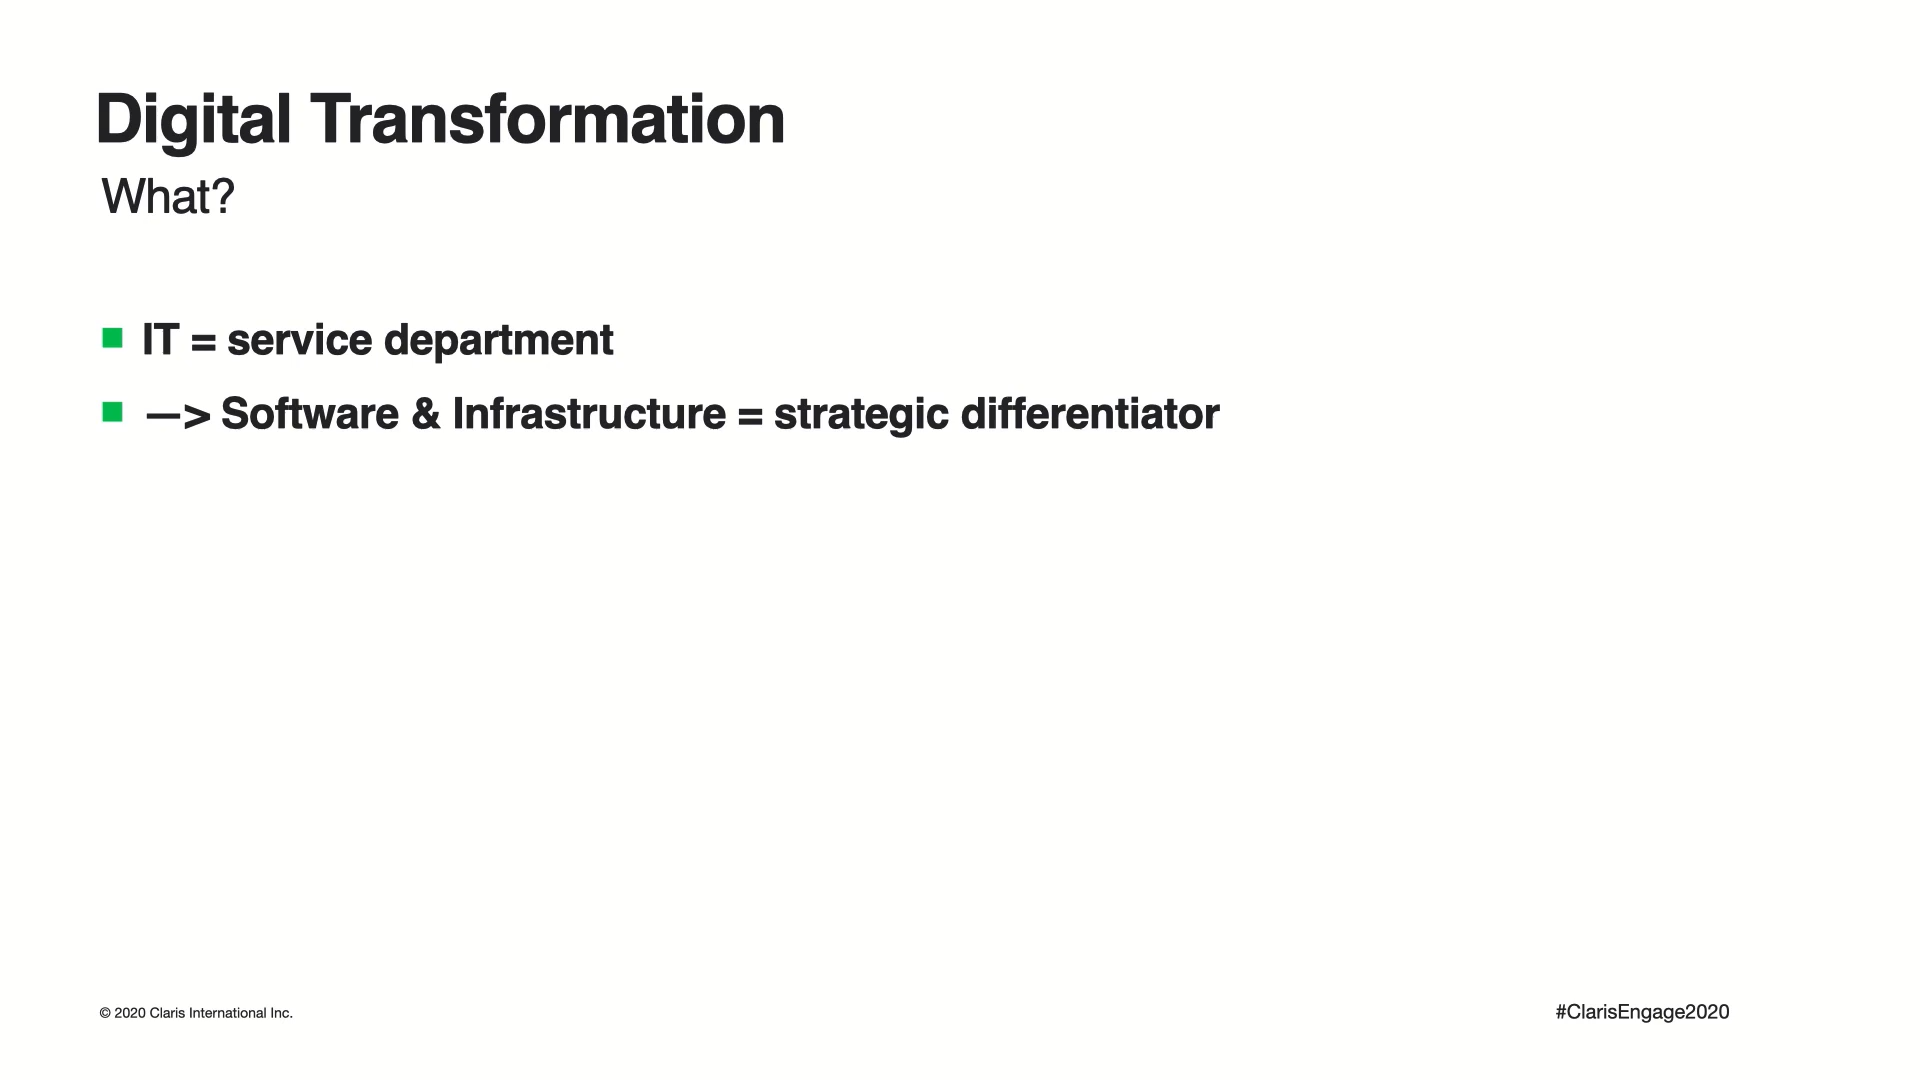 Digital Transformation
What?
IT = service department
—> Software & Infrastructure = strategic differentiator
© 2020 Claris International Inc.
#ClarisEngage2020